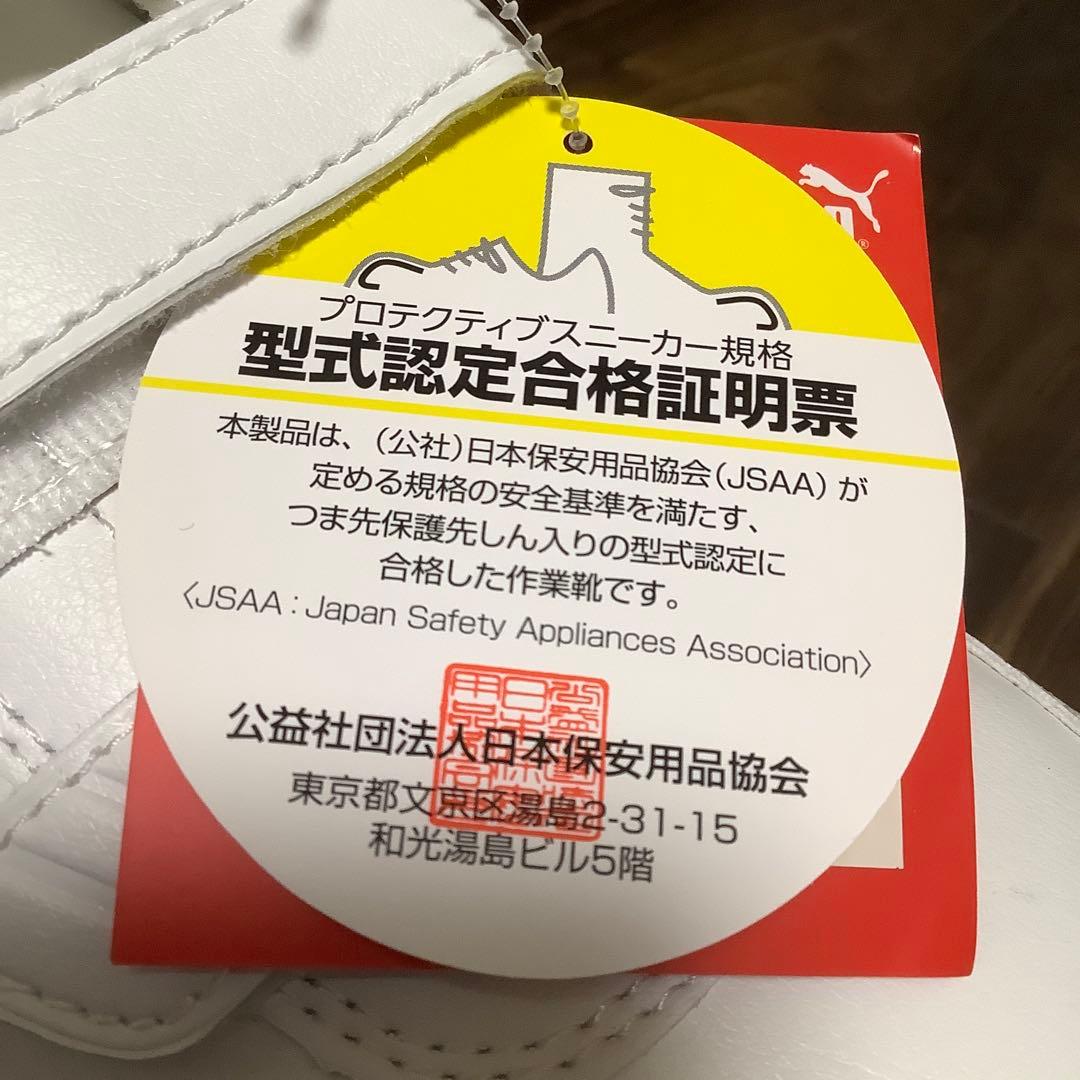 プロテクティブスニーカー規格
型式認定合格証明票
本製品は、(公社)日本保安用品協会(JSAA)が
定める規格の安全基準を満たす、
つま先保護先しん入りの型式認定に
合格した作業靴です。
〈JSAA:Japan Safety Appliances Association〉
公益社団法人日本保安用品協会
東京都文京区湯島2-31-15
和光湯島ビル5階